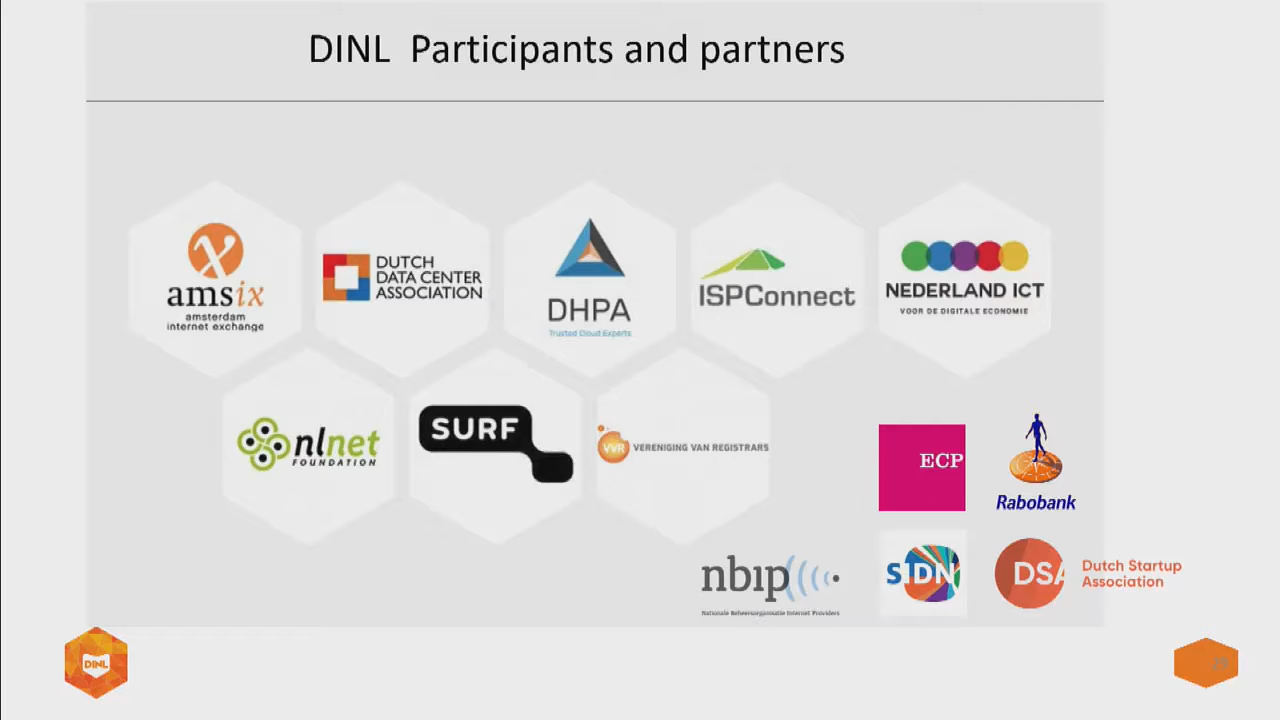 DINL Participants and partners
amsix
amsterdam
internet exchange
DUTCH
DATA CENTER
ASSOCIATION
DHPA
Trusted Cloud Experts
ISPConnect
NEDERLAND ICT
VOOR DE DIGITALE ECONOMIE
nlnet
FOUNDATION
SURF
VVR
VERENIGING VAN REGISTRARS
ECP
Rabobank
nbip
Nationale Beheersorganisatie Internet Providers
SIDN
DSA
Dutch Startup
Association
DINL